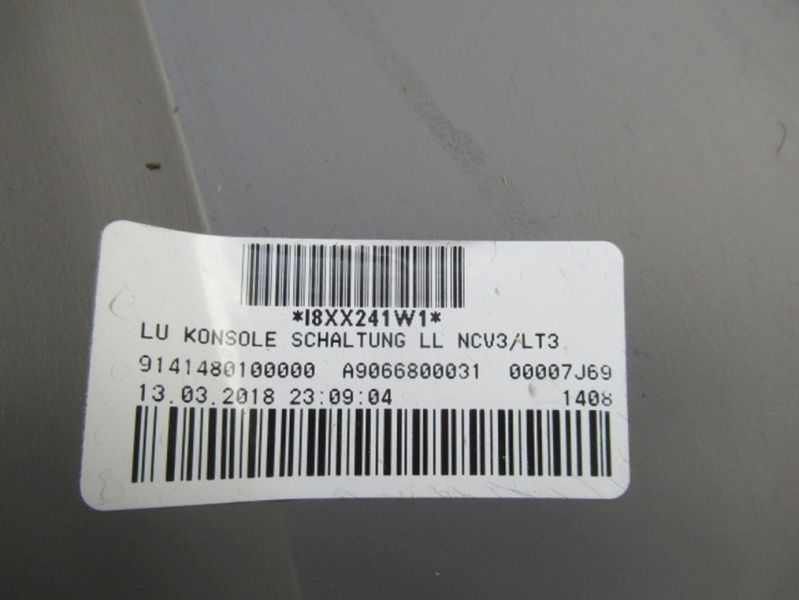 *I8XX241W1*
LU KONSOLE SCHALTUNG LL NCV3/LT3
9141480100000 A9066800031 00007J69
13.03.2018 23:09:04 1408